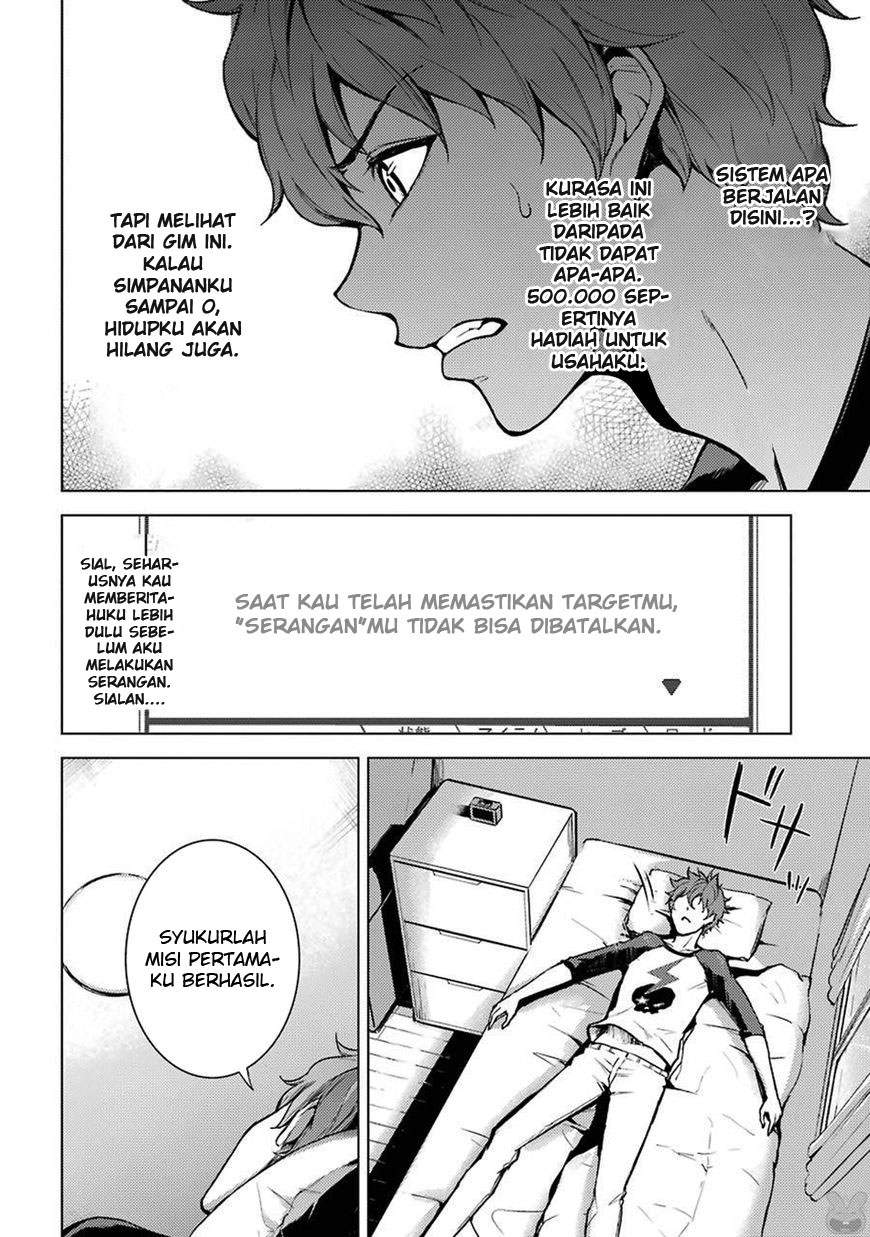 SISTEM APA
BERJALAN
DISINI...?
KURASA INI
LEBIH BAIK
DARIPADA
TIDAK DAPAT
APA-APA.
500.000 SEP-
ERTINYA
HADIAH UNTUK
USAHAKU.
TAPI MELIHAT
DARI GIM INI.
KALAU
SIMPANANKU
SAMPAI 0,
HIDUPKU AKAN
HILANG JUGA.
SAAT KAU TELAH MEMASTIKAN TARGETMU,
"SERANGAN"MU TIDAK BISA DIBATALKAN.
SIAL, SEHAR-
USNYA KAU
MEMBERITA-
HUKU LEBIH
DULU SEBE-
LUM AKU
MELAKUKAN
SERANGAN.
SIALAN....
ドサッ
SYUKURLAH
MISI PERTAMA-
KU BERHASIL.